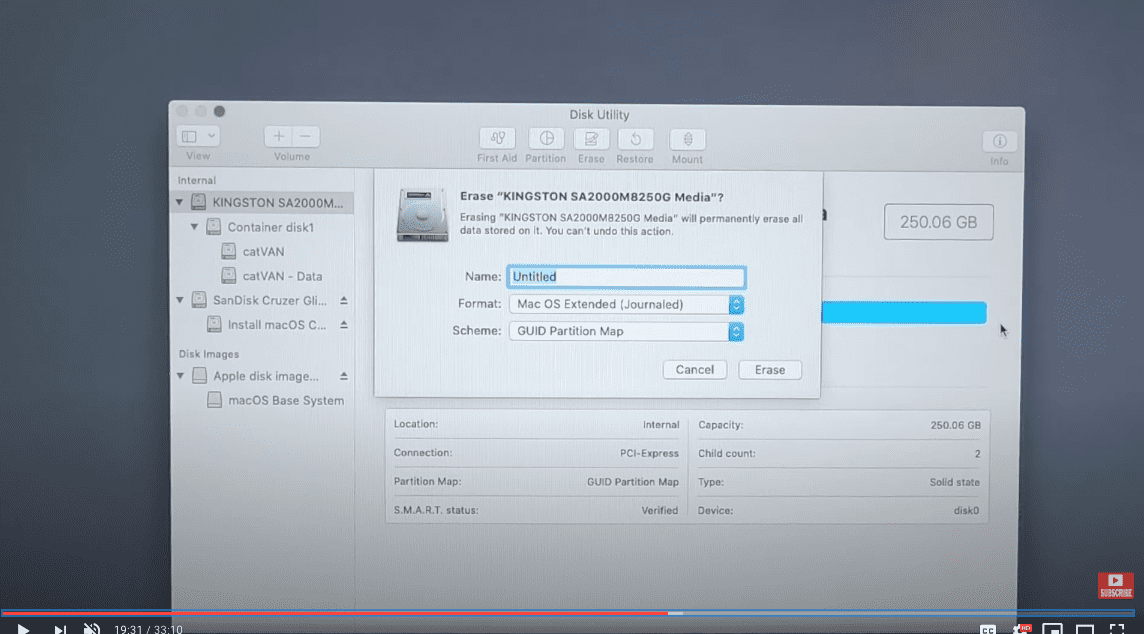 Disk Utility
View
Volume
First Aid
Partition
Erase
Restore
Mount
Info
Internal
KINGSTON SA2000M...
Container disk1
catVAN
catVAN - Data
SanDisk Cruzer Gli...
Install macOS C...
Disk Images
Apple disk image...
macOS Base System
Erase “KINGSTON SA2000M8250G Media”?
Erasing “KINGSTON SA2000M8250G Media” will permanently erase all
data stored on it. You can’t undo this action.
Name: Untitled
Format: Mac OS Extended (Journaled)
Scheme: GUID Partition Map
Cancel
Erase
250.06 GB
Location: Internal
Connection: PCI-Express
Partition Map: GUID Partition Map
S.M.A.R.T. status: Verified
Capacity: 250.06 GB
Child count: 2
Type: Solid state
Device: disk0
SUBSCRIBE
19:31 / 33:10
CC
HD